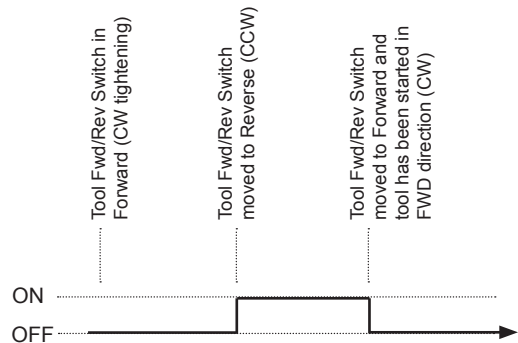 Tool Fwd/Rev Switch in
Forward (CW tightening)
Tool Fwd/Rev Switch
moved to Reverse (CCW)
Tool Fwd/Rev Switch
moved to Forward and
tool has been started in
FWD direction (CW)
ON
OFF